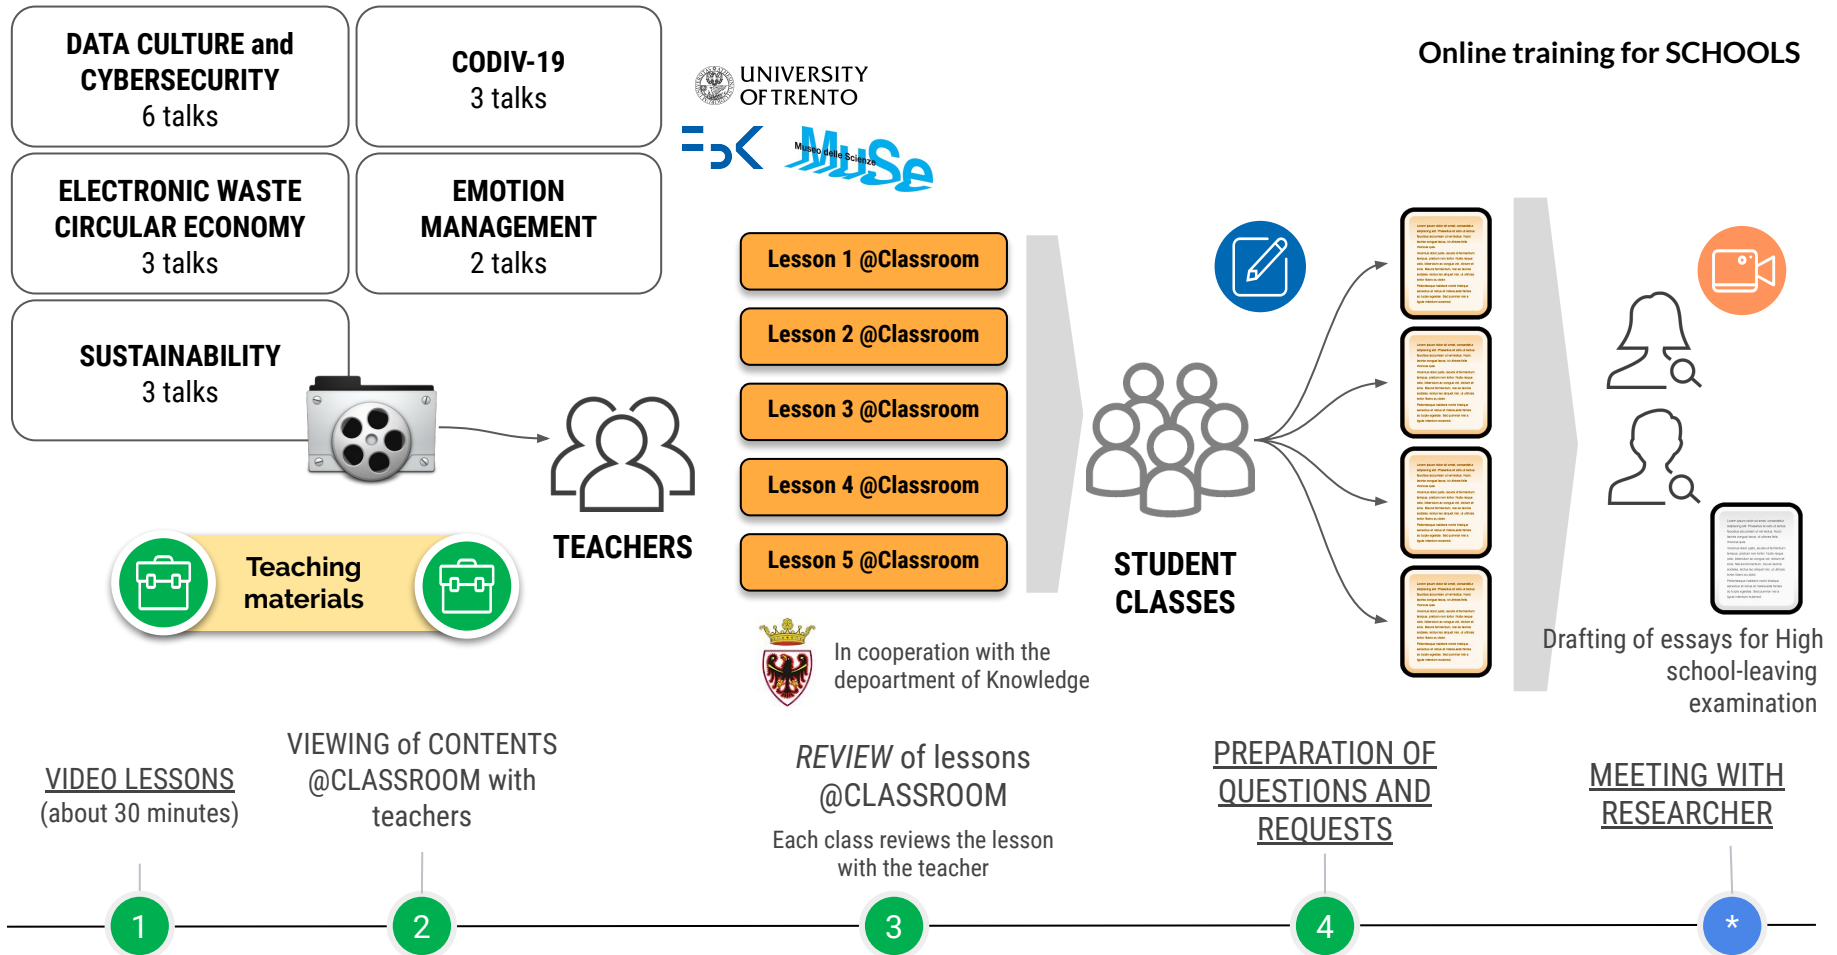 DATA CULTURE and
CYBERSECURITY
6 talks
CODIV-19
3 talks
ELECTRONIC WASTE
CIRCULAR ECONOMY
3 talks
EMOTION
MANAGEMENT
2 talks
SUSTAINABILITY
3 talks
UNIVERSITY
OF TRENTO
FBK
MUSe
Museo delle Scienze
Online training for SCHOOLS
Lesson 1 @Classroom
Lesson 2 @Classroom
Lesson 3 @Classroom
Lesson 4 @Classroom
Lesson 5 @Classroom
TEACHERS
Teaching
materials
STUDENT
CLASSES
In cooperation with the
depoartment of Knowledge
Drafting of essays for High
school-leaving
examination
VIDEO LESSONS
(about 30 minutes)
VIEWING of CONTENTS
@CLASSROOM with
teachers
REVIEW of lessons
@CLASSROOM
Each class reviews the lesson
with the teacher
PREPARATION OF
QUESTIONS AND
REQUESTS
MEETING WITH
RESEARCHER
1
2
3
4
*